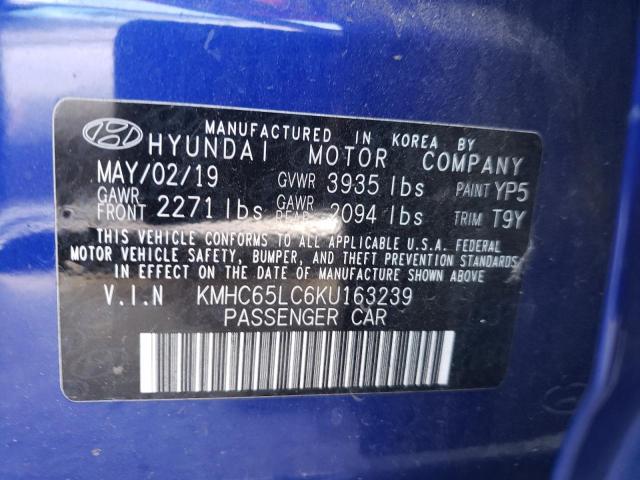 MANUFACTURED IN KOREA BY
HYUNDAI MOTOR COMPANY
MAY/02/19 GVWR 3935 lbs PAINT YP5
GAWR FRONT 2271 lbs GAWR REAR 2094 lbs TRIM T9Y
THIS VEHICLE CONFORMS TO ALL APPLICABLE U.S.A. FEDERAL
MOTOR VEHICLE SAFETY, BUMPER, AND THEFT PREVENTION STANDARDS
IN EFFECT ON THE DATE OF MANUFACTURE SHOWN ABOVE.
V.I.N KMHC65LC6KU163239
PASSENGER CAR